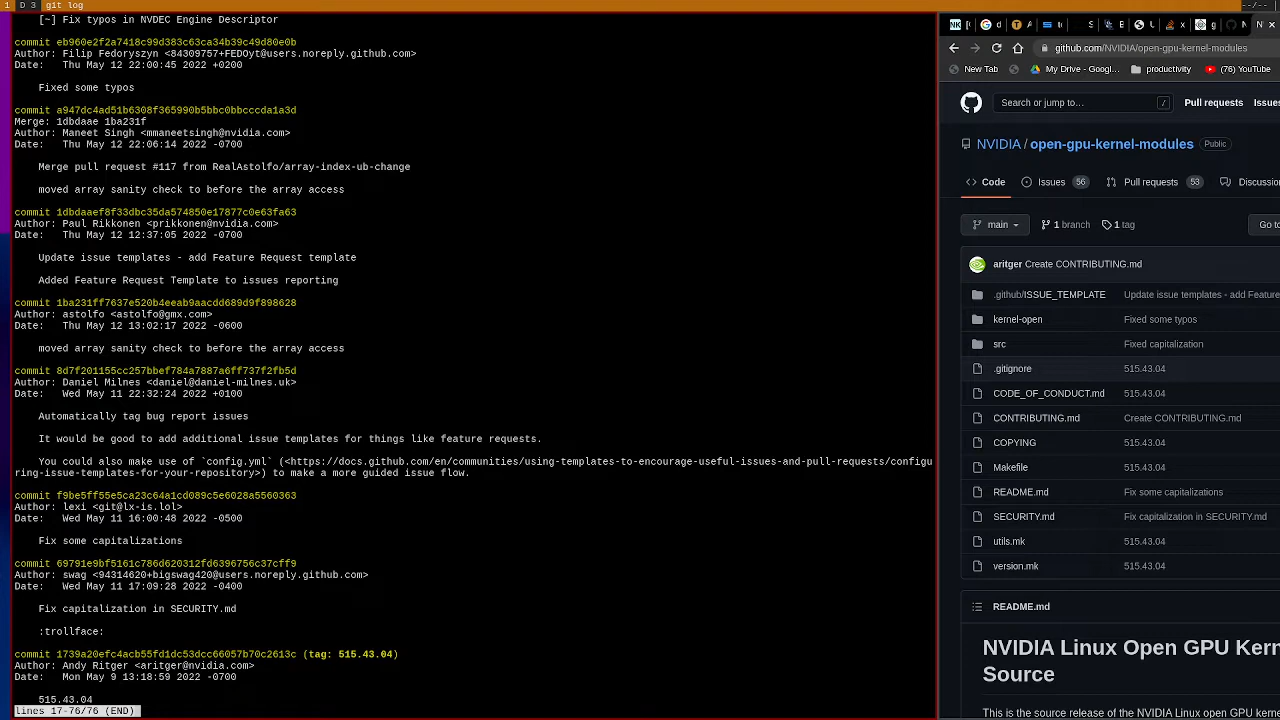 1 D 3 git log --/--
[~] Fix typos in NVDEC Engine Descriptor
commit eb960e2f2a7418c99d383c63ca34b39c49d80e0b
Author: Filip Fedoryszyn <84309757+FEDOyt@users.noreply.github.com>
Date: Thu May 12 22:00:45 2022 +0200
Fixed some typos
commit a947dc4ad51b6308f365990b5bbc0bbcccda1a3d
Merge: 1dbdaae 1ba231f
Author: Maneet Singh <mmaneetsingh@nvidia.com>
Date: Thu May 12 22:06:14 2022 -0700
Merge pull request #117 from RealAstolfo/array-index-ub-change
moved array sanity check to before the array access
commit 1dbdaaef8f33dbc35da574850e17877c0e63fa63
Author: Paul Rikkonen <prikkonen@nvidia.com>
Date: Thu May 12 12:37:05 2022 -0700
Update issue templates - add Feature Request template
Added Feature Request Template to issues reporting
commit 1ba231ff7637e520b4eeab9aacdd689d9f898628
Author: astolfo <astolfo@gmx.com>
Date: Thu May 12 13:02:17 2022 -0600
moved array sanity check to before the array access
commit 8d7f201155cc257bbef784a7887a6ff737f2fb5d
Author: Daniel Milnes <daniel@daniel-milnes.uk>
Date: Wed May 11 22:32:24 2022 +0100
Automatically tag bug report issues
It would be good to add additional issue templates for things like feature requests.
You could also make use of `config.yml` (<https://docs.github.com/en/communities/using-templates-to-encourage-useful-issues-and-pull-requests/configu
ring-issue-templates-for-your-repository>) to make a more guided issue flow.
commit f9be5ff55e5ca23c64a1cd089c5e6028a5560363
Author: lexi <git@lx-is.lol>
Date: Wed May 11 16:00:48 2022 -0500
Fix some capitalizations
commit 69791e9bf5161c786d620312fd6396756c37cff9
Author: swag <94314620+bigswag420@users.noreply.github.com>
Date: Wed May 11 17:09:28 2022 -0400
Fix capitalization in SECURITY.md
:trollface:
commit 1739a20efc4acb55fd1dc53dcc66057b70c2613c (tag: 515.43.04)
Author: Andy Ritger <aritger@nvidia.com>
Date: Mon May 9 13:18:59 2022 -0700
515.43.04
lines 17-76/76 (END)
github.com/NVIDIA/open-gpu-kernel-modules
New Tab My Drive - Googl... productivity (76) YouTube
Search or jump to… / Pull requests Issues
NVIDIA / open-gpu-kernel-modules Public
Code Issues 56 Pull requests 53 Discussio
main 1 branch 1 tag Go to
aritger Create CONTRIBUTING.md
.github/ISSUE_TEMPLATE Update issue templates - add Feature
kernel-open Fixed some typos
src Fixed capitalization
.gitignore 515.43.04
CODE_OF_CONDUCT.md 515.43.04
CONTRIBUTING.md Create CONTRIBUTING.md
COPYING 515.43.04
Makefile 515.43.04
README.md Fix some capitalizations
SECURITY.md Fix capitalization in SECURITY.md
utils.mk 515.43.04
version.mk 515.43.04
README.md
NVIDIA Linux Open GPU Kern
Source
This is the source release of the NVIDIA Linux open GPU kerne